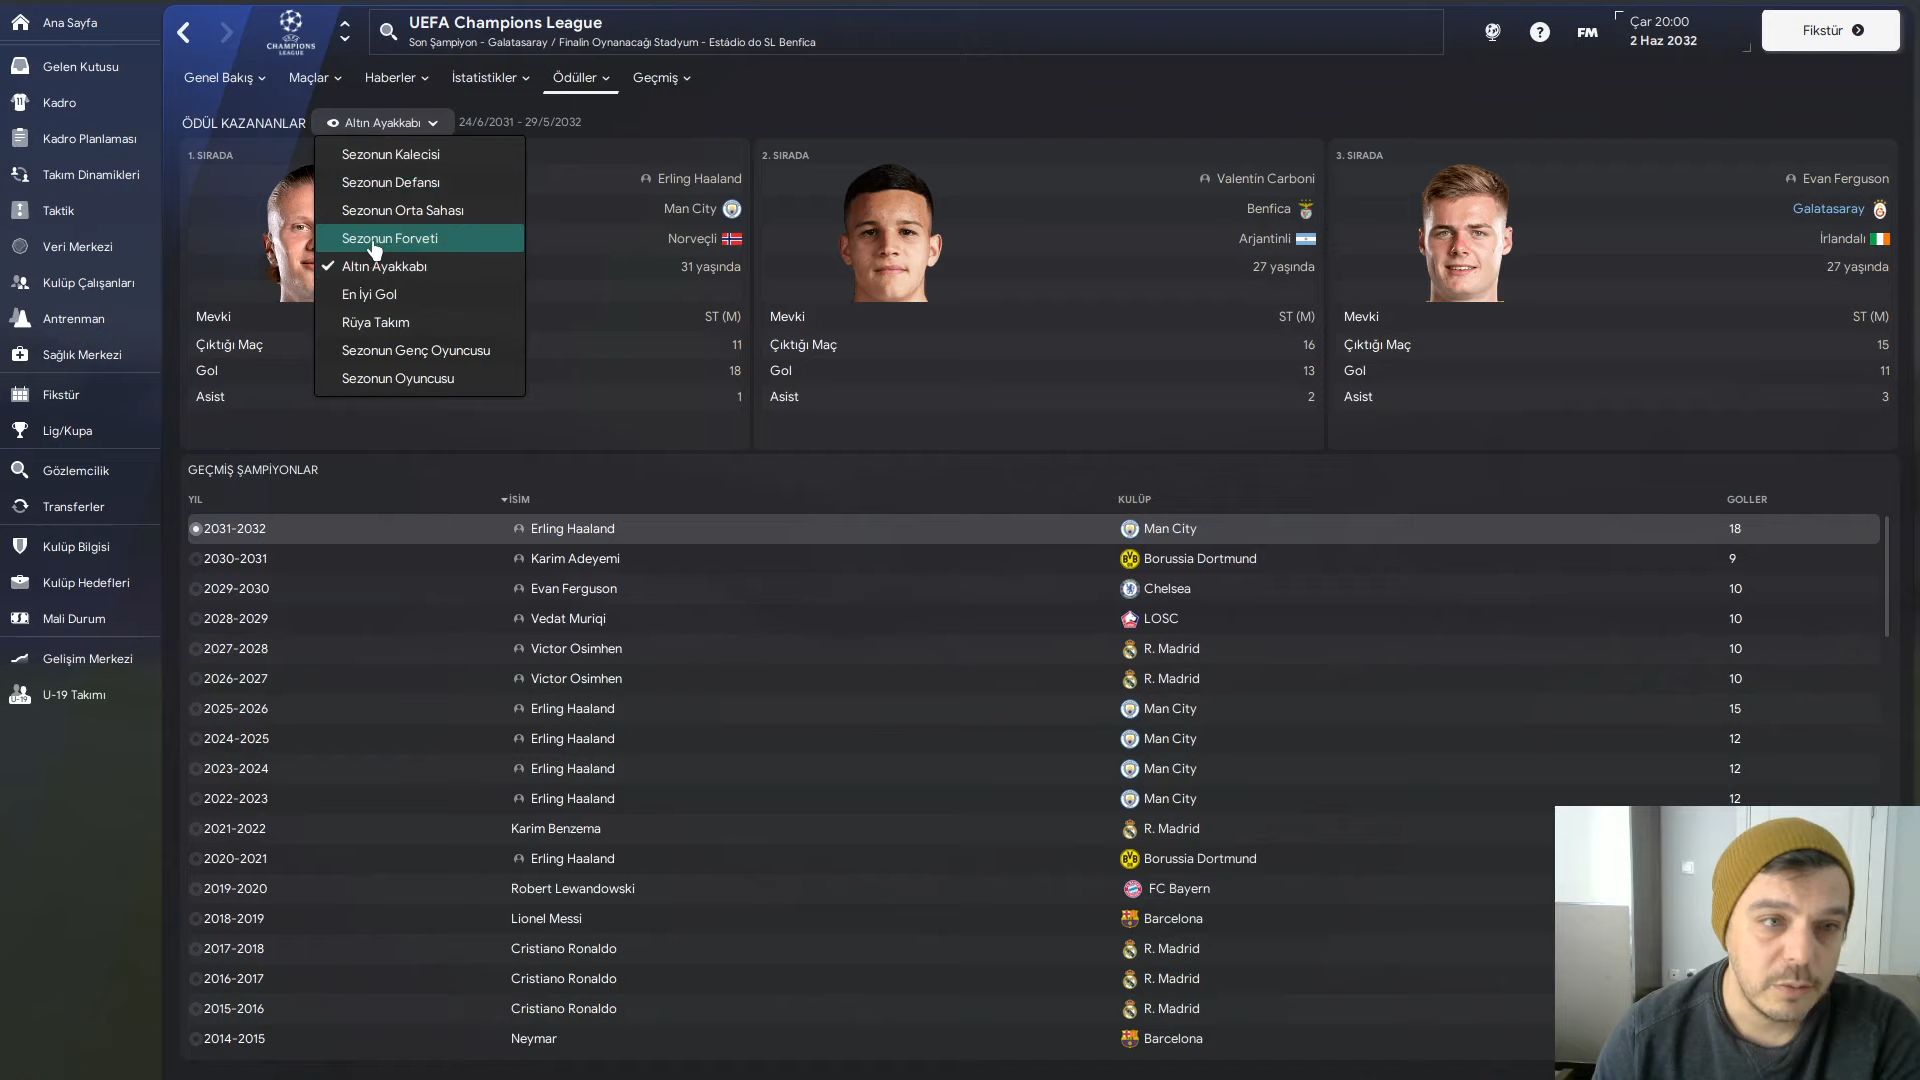 Ana Sayfa
Gelen Kutusu
Kadro
Kadro Planlaması
Takım Dinamikleri
Taktik
Veri Merkezi
Kulüp Çalışanları
Antrenman
Sağlık Merkezi
Fikstür
Lig/Kupa
Gözlemcilik
Transferler
Kulüp Bilgisi
Kulüp Hedefleri
Mali Durum
Gelişim Merkezi
U-19 Takımı
CHAMPIONS LEAGUE
UEFA Champions League
Son Şampiyon - Galatasaray / Finalin Oynanacağı Stadyum - Estádio do SL Benfica
?
FM
Çar 20:00
2 Haz 2032
Fikstür
Genel Bakış Maçlar Haberler İstatistikler Ödüller Geçmiş
ÖDÜL KAZANANLAR Altın Ayakkabı 24/6/2031 - 29/5/2032
Sezonun Kalecisi
Sezonun Defansı
Sezonun Orta Sahası
Sezonun Forveti
Altın Ayakkabı
En İyi Gol
Rüya Takım
Sezonun Genç Oyuncusu
Sezonun Oyuncusu
1. SIRADA
Erling Haaland
Man City
Norveçli
31 yaşında
Mevki ST (M)
Çıktığı Maç 11
Gol 18
Asist 1
2. SIRADA
Valentín Carboni
Benfica
Arjantinli
27 yaşında
Mevki ST (M)
Çıktığı Maç 16
Gol 13
Asist 2
3. SIRADA
Evan Ferguson
Galatasaray
İrlandalı
27 yaşında
Mevki ST (M)
Çıktığı Maç 15
Gol 11
Asist 3
GEÇMİŞ ŞAMPİYONLAR
YIL İSİM KULÜP GOLLER
2031-2032 Erling Haaland Man City 18
2030-2031 Karim Adeyemi Borussia Dortmund 9
2029-2030 Evan Ferguson Chelsea 10
2028-2029 Vedat Muriqi LOSC 10
2027-2028 Victor Osimhen R. Madrid 10
2026-2027 Victor Osimhen R. Madrid 10
2025-2026 Erling Haaland Man City 15
2024-2025 Erling Haaland Man City 12
2023-2024 Erling Haaland Man City 12
2022-2023 Erling Haaland Man City 12
2021-2022 Karim Benzema R. Madrid
2020-2021 Erling Haaland Borussia Dortmund
2019-2020 Robert Lewandowski FC Bayern
2018-2019 Lionel Messi Barcelona
2017-2018 Cristiano Ronaldo R. Madrid
2016-2017 Cristiano Ronaldo R. Madrid
2015-2016 Cristiano Ronaldo R. Madrid
2014-2015 Neymar Barcelona